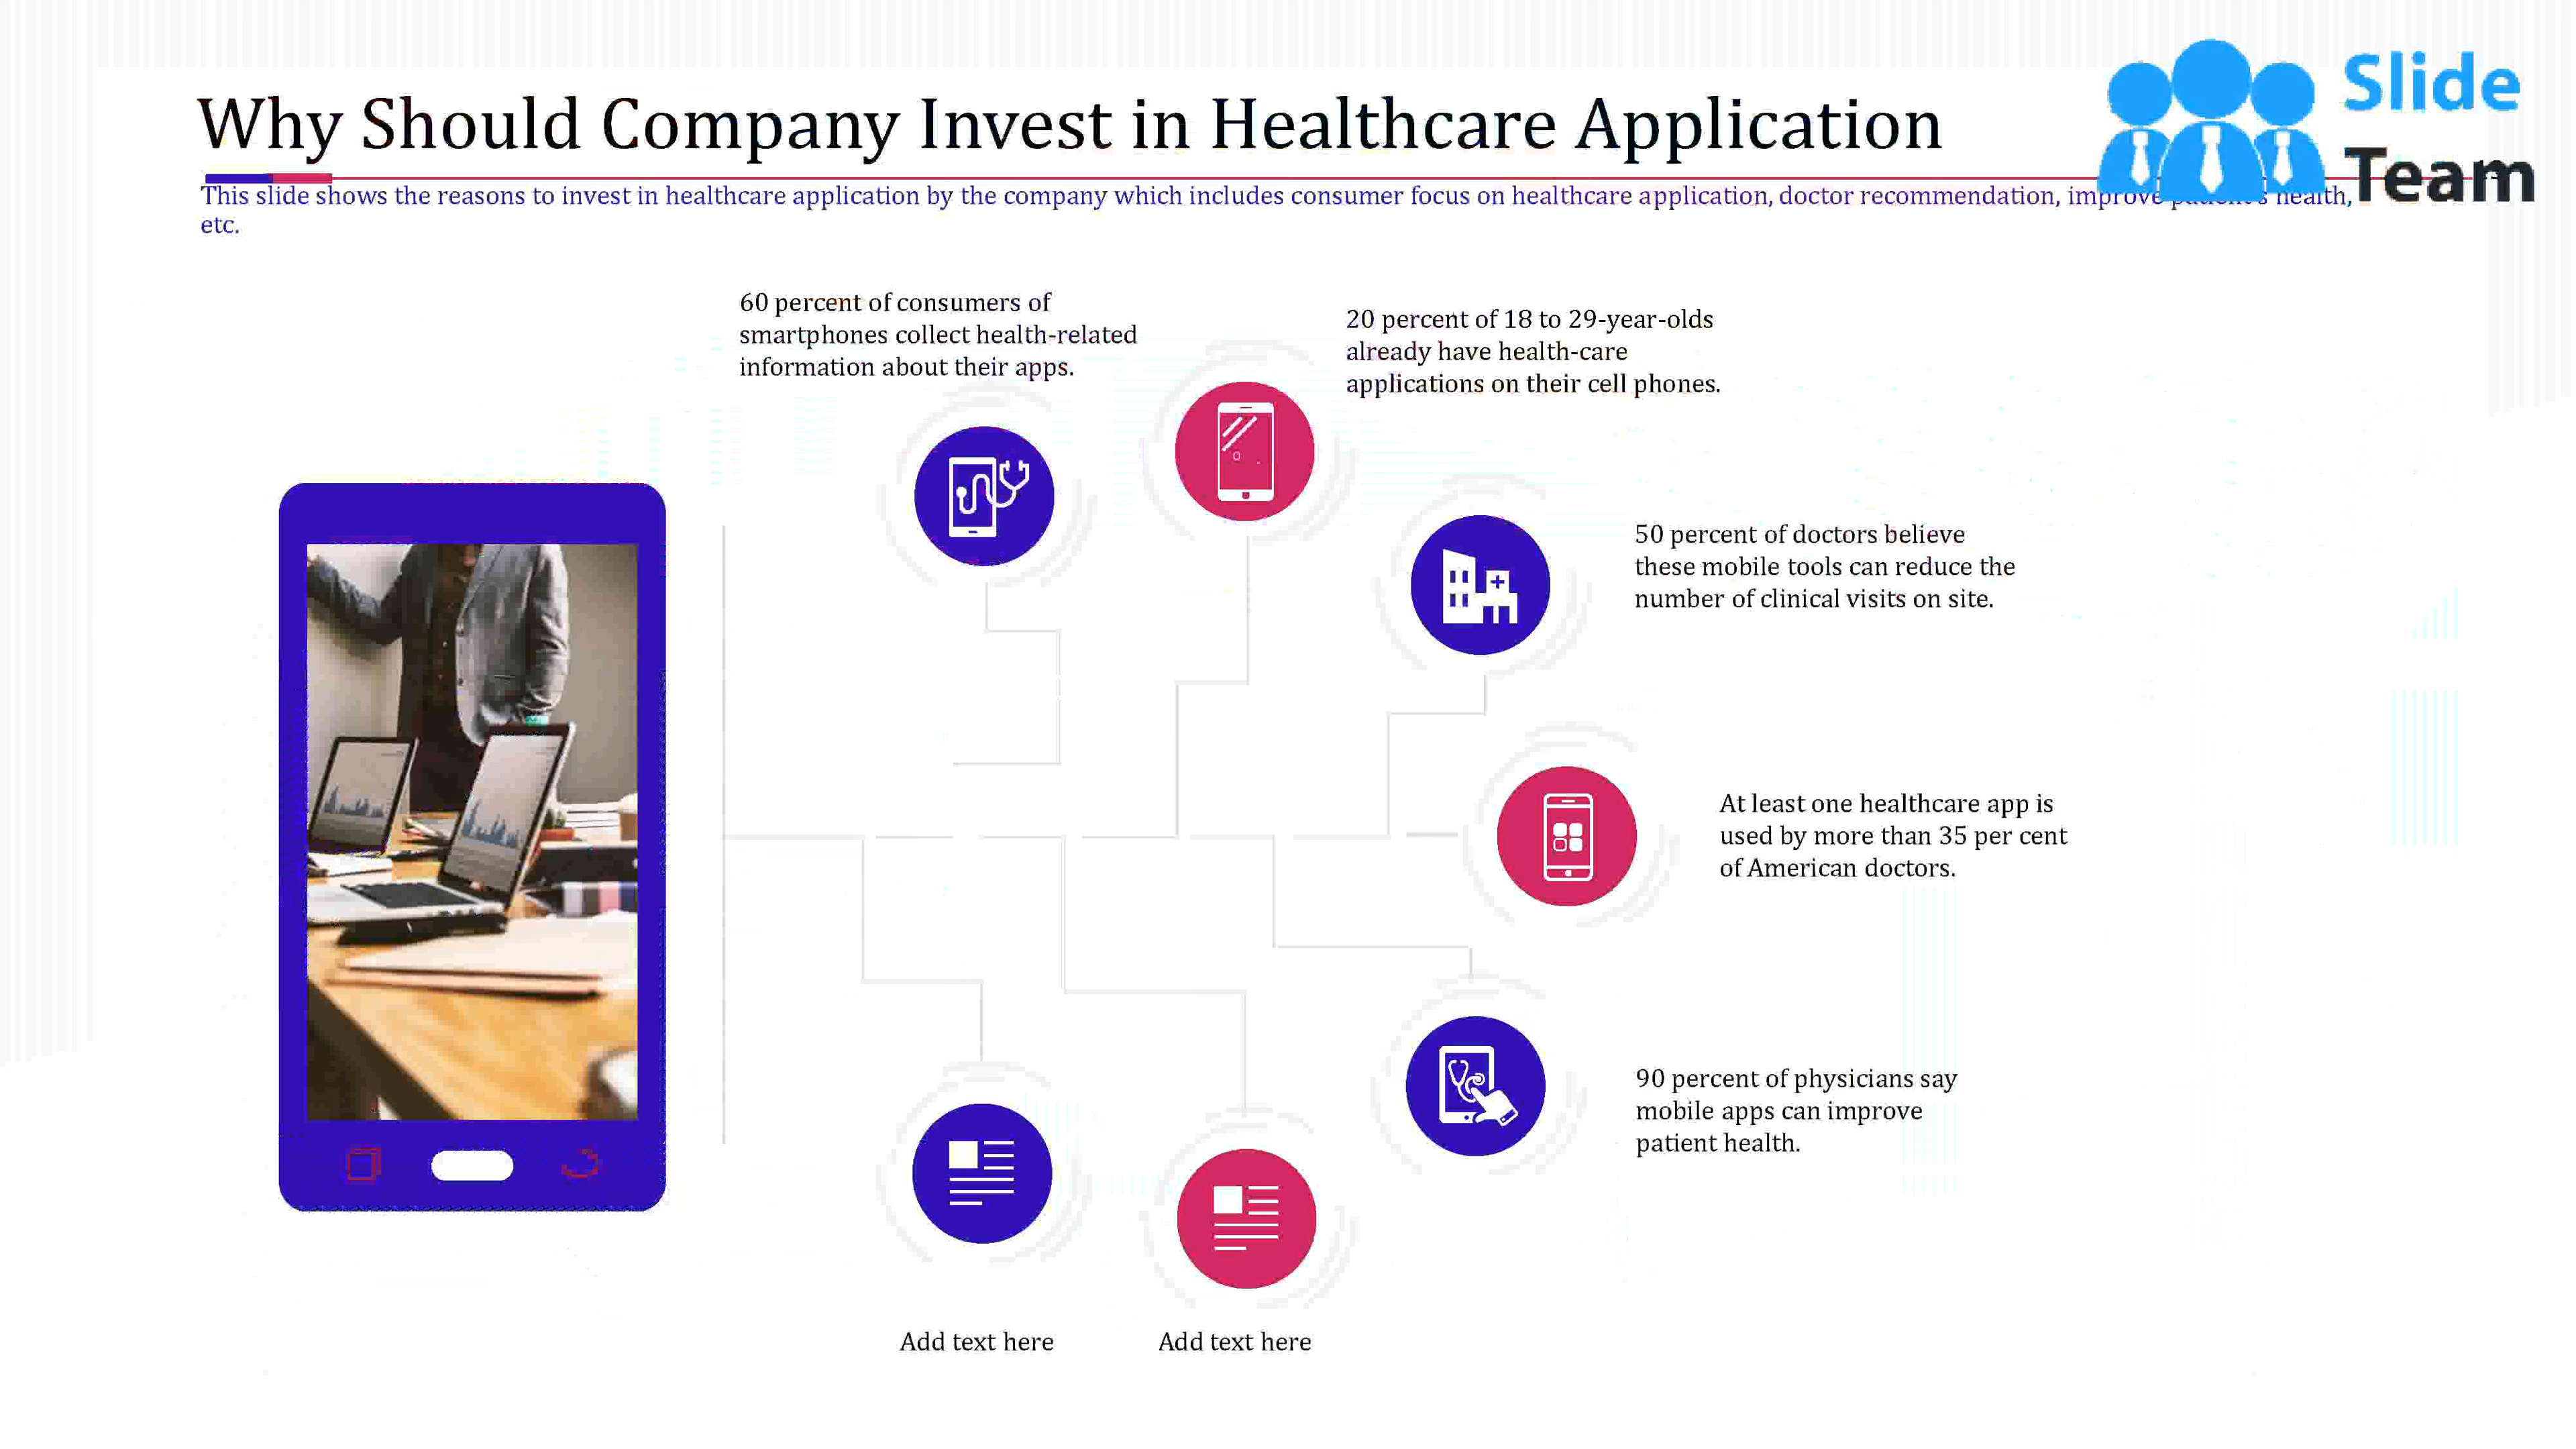 Why Should Company Invest in Healthcare Application
Slide
Team
This slide shows the reasons to invest in healthcare application by the company which includes consumer focus on healthcare application, doctor recommendation, improve patient's health,
etc.
60 percent of consumers of
smartphones collect health-related
information about their apps.
20 percent of 18 to 29-year-olds
already have health-care
applications on their cell phones.
50 percent of doctors believe
these mobile tools can reduce the
number of clinical visits on site.
At least one healthcare app is
used by more than 35 per cent
of American doctors.
90 percent of physicians say
mobile apps can improve
patient health.
Add text here
Add text here